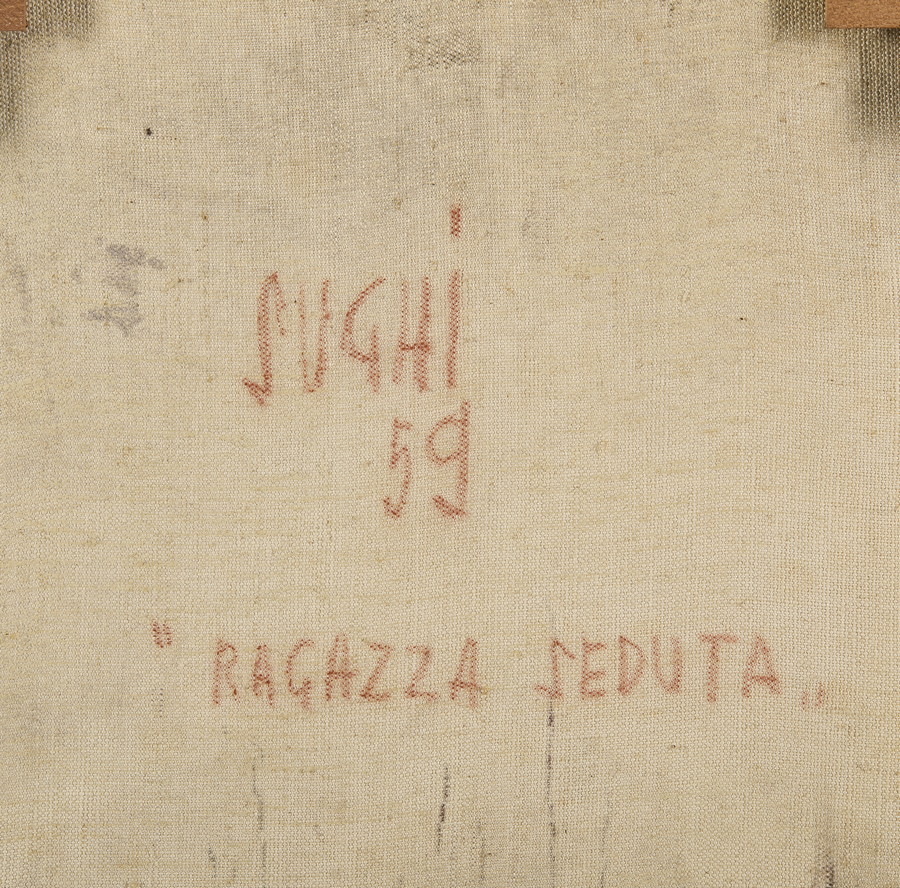 SUGHi
59
" RAGAZZA SEDUTA „